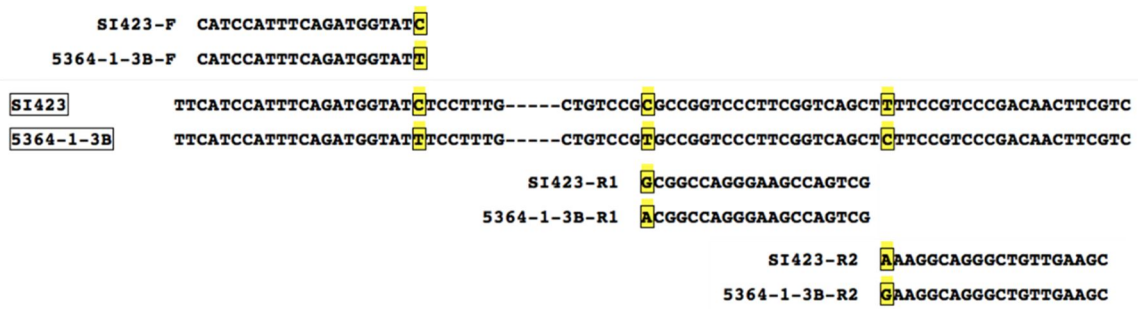 SI423-F CATCCATTTCAGATGGTATC
5364-1-3B-F CATCCATTTCAGATGGTATT
SI423 TTCATCCATTTCAGATGGTATCTCCTTTG-----CTGTCCGCGCCGGTCCCTTCGGTCAGCTTTTCCGTCCCGACAACTTCGTC
5364-1-3B TTCATCCATTTCAGATGGTATTTCCTTTG-----CTGTCCGTGCCGGTCCCTTCGGTCAGCTCTTCCGTCCCGACAACTTCGTC
SI423-R1 GCGGCCAGGGAAGCCAGTCG
5364-1-3B-R1 ACGGCCAGGGAAGCCAGTCG
SI423-R2 AAAGGCAGGGCTGTTGAAGC
5364-1-3B-R2 GAAGGCAGGGCTGTTGAAGC